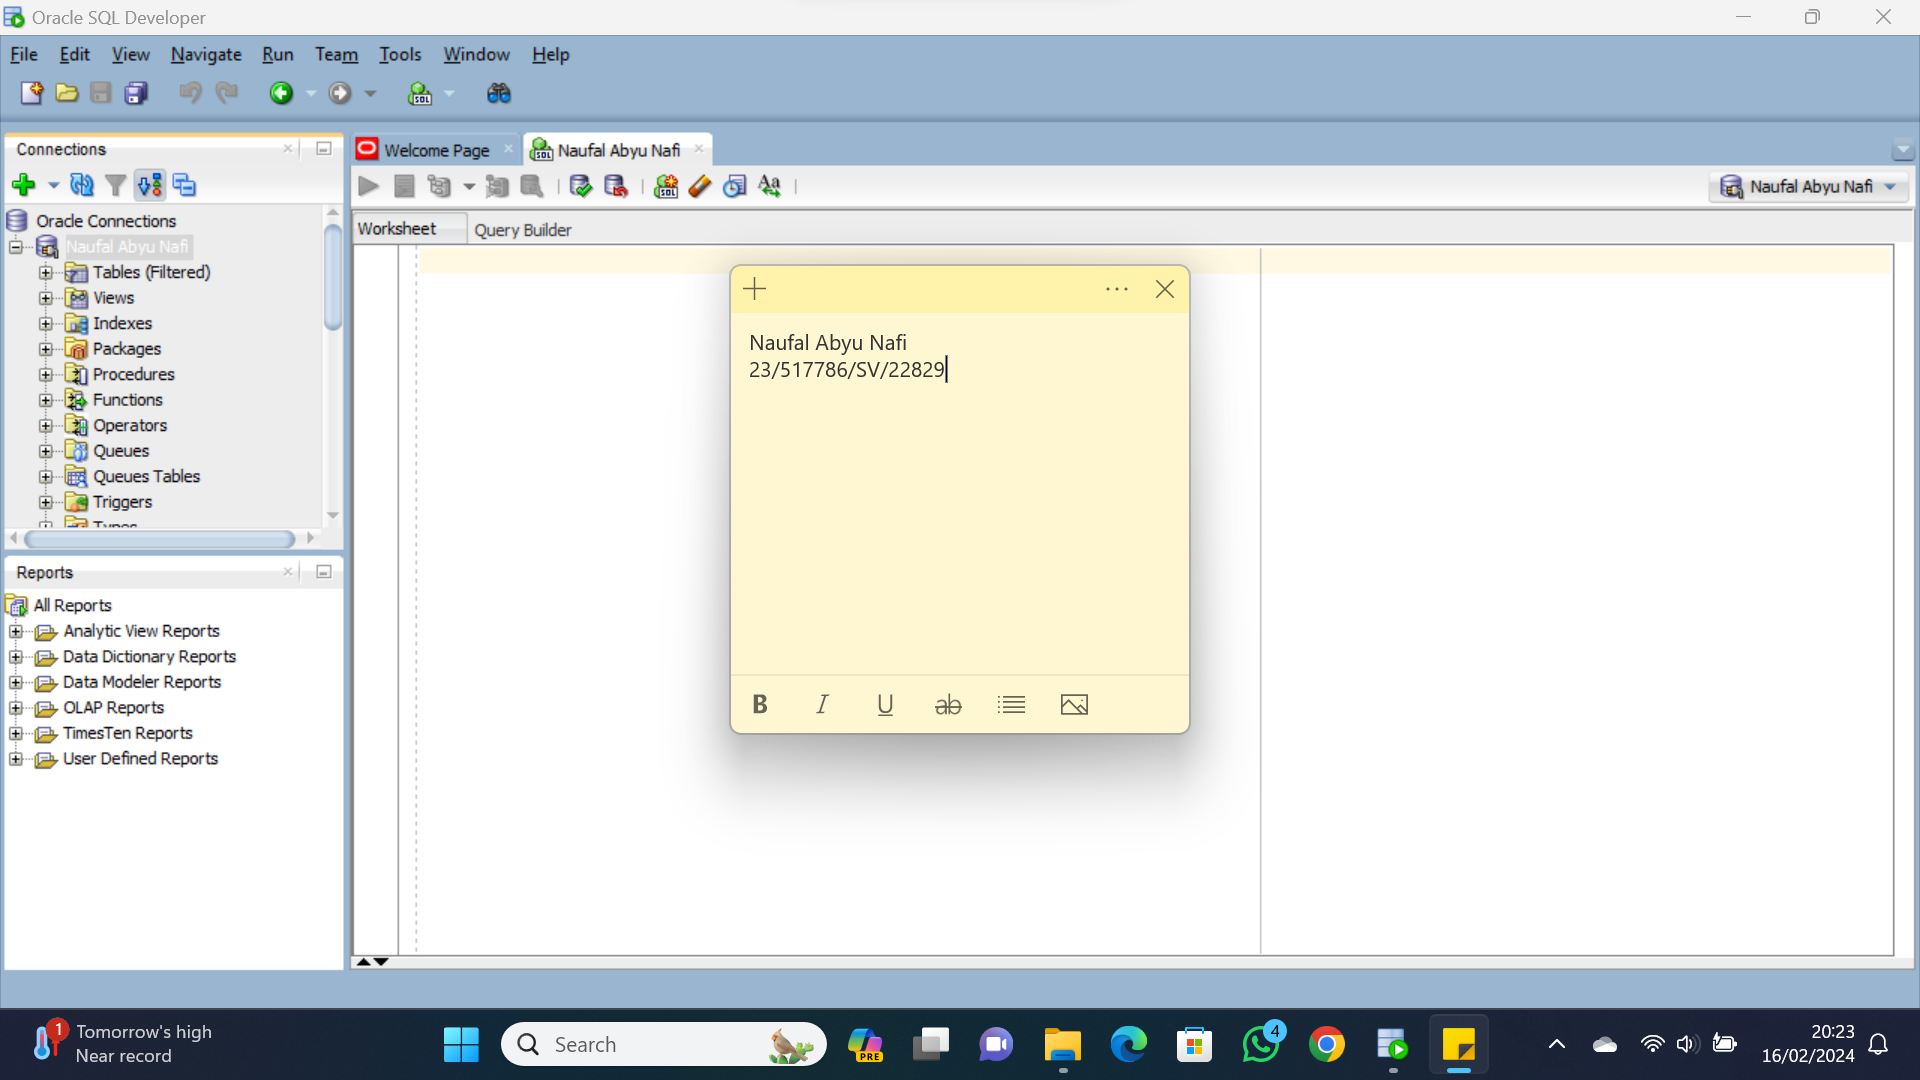 Oracle SQL Developer
File Edit View Navigate Run Team Tools Window Help
Connections
Oracle Connections
Naufal Abyu Nafi
Tables (Filtered)
Views
Indexes
Packages
Procedures
Functions
Operators
Queues
Queues Tables
Triggers
Types
Reports
All Reports
Analytic View Reports
Data Dictionary Reports
Data Modeler Reports
OLAP Reports
TimesTen Reports
User Defined Reports
Welcome Page
Naufal Abyu Nafi
SQL
Aa
Naufal Abyu Nafi
Worksheet
Query Builder
Naufal Abyu Nafi
23/517786/SV/22829
B I U ab
1
Tomorrow's high
Near record
Search
PRE
4
20:23
16/02/2024